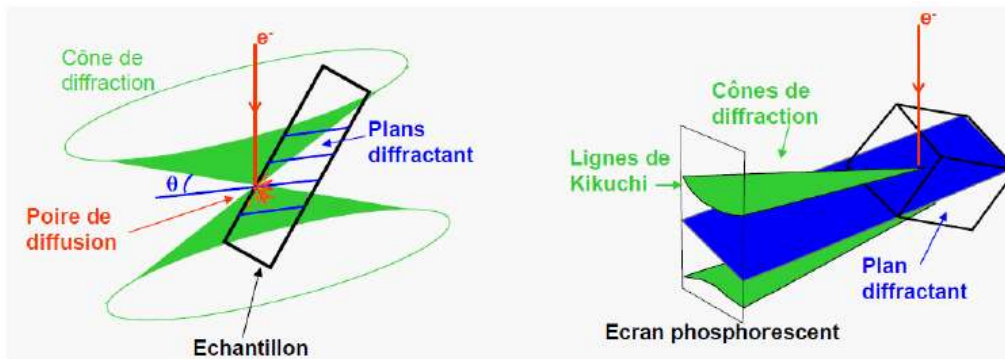 e-
Cône de
diffraction
Plans
diffractant
θ
Poire de
diffusion
Echantillon
e-
Cônes de
diffraction
Lignes de
Kikuchi
Plan
diffractant
Ecran phosphorescent